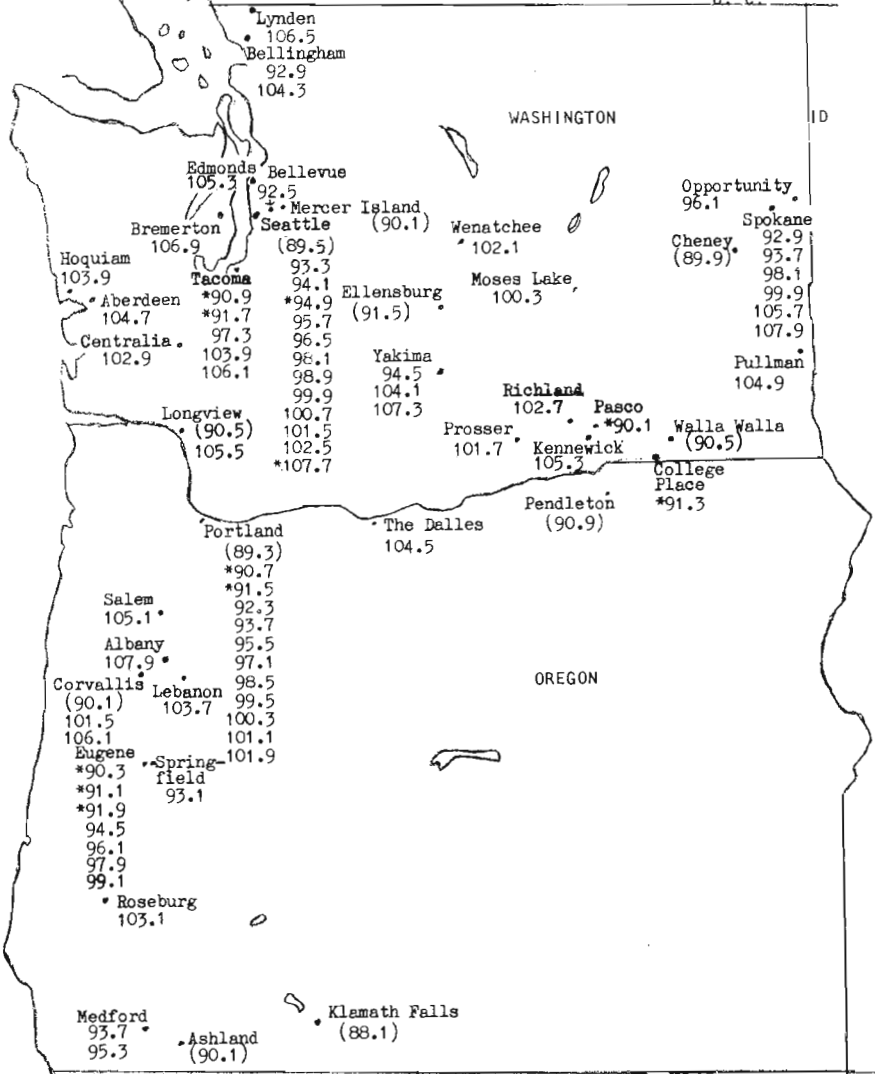 Lynden
106.5
Bellingham
92.9
104.3
WASHINGTON
ID
Edmonds
105.3
Bellevue
92.5
Mercer Island
(90.1)
Bremerton
106.9
Seattle
(89.5)
93.3
94.1
*94.9
95.7
96.5
98.1
98.9
99.9
100.7
101.5
102.5
*107.7
Opportunity
96.1
Spokane
92.9
93.7
98.1
99.9
105.7
107.9
Cheney
(89.9)
Wenatchee
102.1
Hoquiam
103.9
Aberdeen
104.7
Tacoma
*90.9
*91.7
97.3
103.9
106.1
Ellensburg
(91.5)
Moses Lake
100.3
Centralia
102.9
Yakima
94.5
104.1
107.3
Pullman
104.9
Richland
102.7
Pasco
*90.1
Longview
(90.5)
105.5
Prosser
101.7
Kennewick
105.3
Walla Walla
(90.5)
College
Place
*91.3
Pendleton
(90.9)
Portland
(89.3)
*90.7
*91.5
92.3
93.7
95.5
97.1
98.5
99.5
100.3
101.1
101.9
The Dalles
104.5
Salem
105.1
Albany
107.9
Corvallis
(90.1)
101.5
106.1
Lebanon
103.7
OREGON
Eugene
*90.3
*91.1
*91.9
94.5
96.1
97.9
99.1
Spring-
field
93.1
Roseburg
103.1
Medford
93.7
95.3
Ashland
(90.1)
Klamath Falls
(88.1)